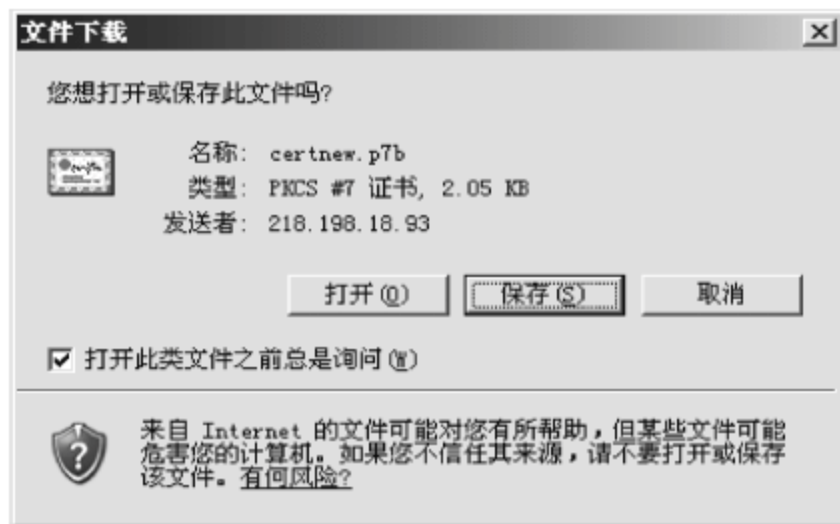 文件下载
您想打开或保存此文件吗?
名称: certnew.p7b
类型: PKCS #7 证书, 2.05 KB
发送者: 218.198.18.93
打开(O) 保存(S) 取消
打开此类文件之前总是询问(W)
来自 Internet 的文件可能对您有所帮助，但某些文件可能
危害您的计算机。如果您不信任其来源，请不要打开或保存
该文件。有何风险?